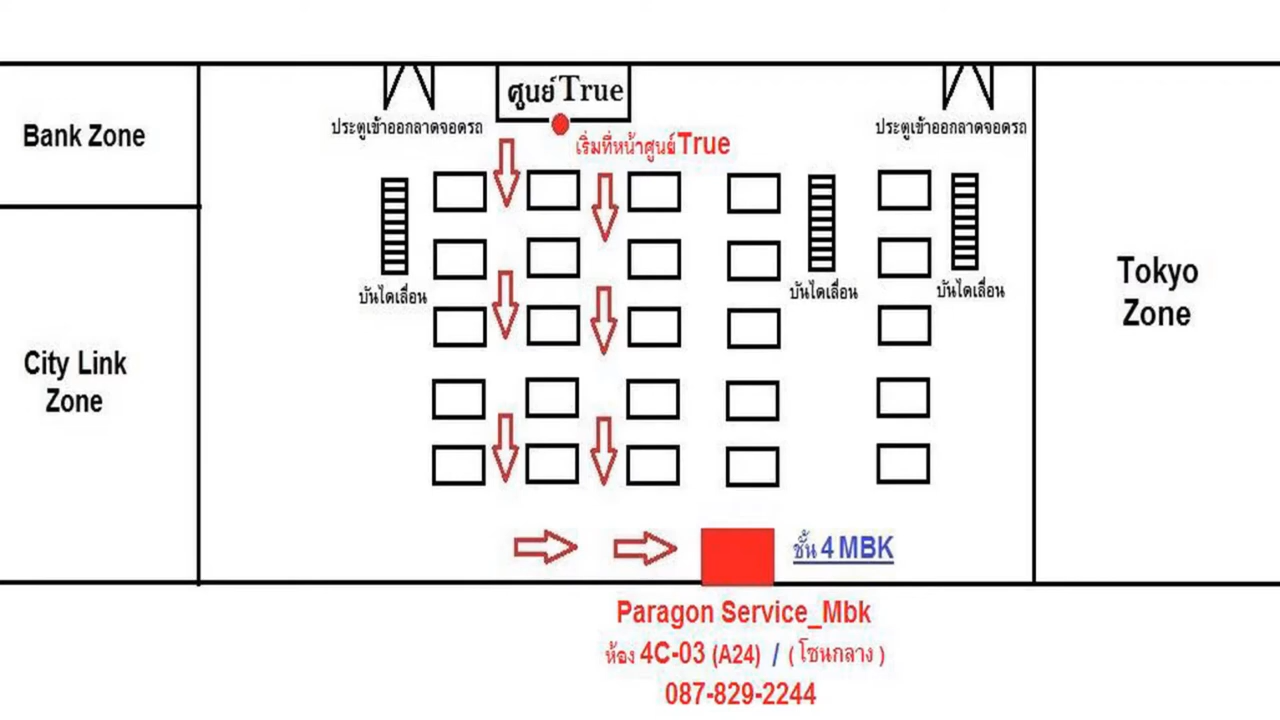 ศูนย์True
ประตูเข้าออกลาดจอดรถ
ประตูเข้าออกลาดจอดรถ
Bank Zone
เริ่มที่หน้าศูนย์True
บันไดเลื่อน
บันไดเลื่อน
บันไดเลื่อน
Tokyo
Zone
City Link
Zone
ชั้น 4 MBK
Paragon Service_Mbk
ห้อง 4C-03 (A24) / ( โซนกลาง )
087-829-2244